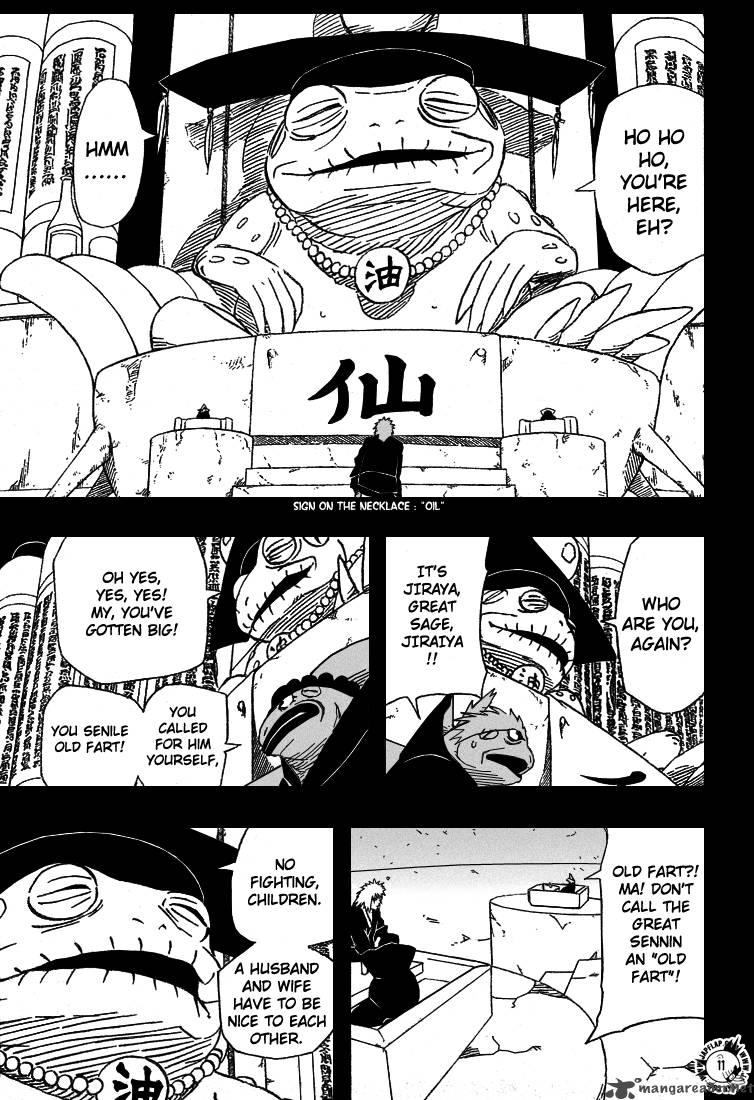 HO HO
HO,
YOU'RE
HERE,
EH?
HMM
......
油
仙
SIGN ON THE NECKLACE : "OIL"
WHO
ARE YOU,
AGAIN?
IT'S
JIRAYA,
GREAT
SAGE,
JIRAIYA
!!
油
OH YES,
YES, YES!
MY, YOU'VE
GOTTEN BIG!
YOU
CALLED
FOR HIM
YOURSELF,
YOU SENILE
OLD FART!
OLD FART?!
MA! DON'T
CALL THE
GREAT
SENNIN
AN "OLD
FART"!
NO
FIGHTING,
CHILDREN.
A HUSBAND
AND WIFE
HAVE TO BE
NICE TO EACH
OTHER.
油
11